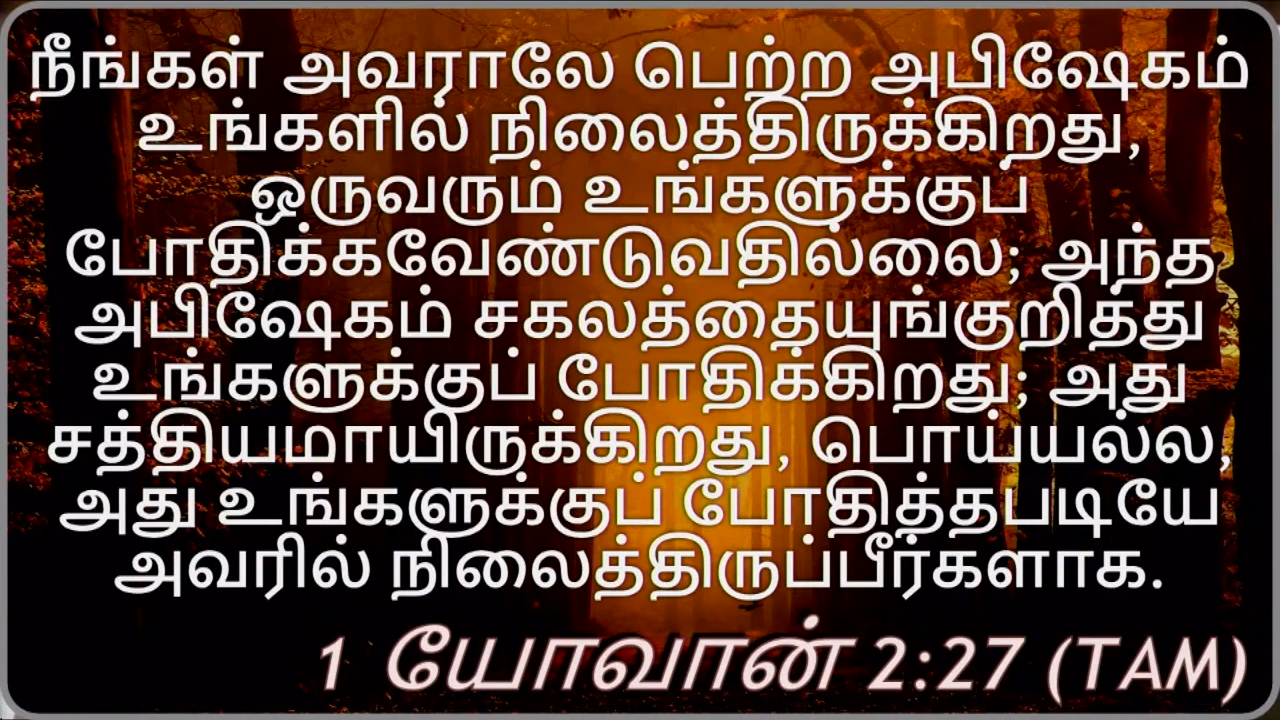 நீங்கள் அவராலே பெற்ற அபிஷேகம்
உங்களில் நிலைத்திருக்கிறது,
ஒருவரும் உங்களுக்குப்
போதிக்கவேண்டுவதில்லை; அந்த
அபிஷேகம் சகலத்தையுங்குறித்து
உங்களுக்குப் போதிக்கிறது; அது
சத்தியமாயிருக்கிறது, பொய்யல்ல,
அது உங்களுக்குப் போதித்தபடியே
அவரில் நிலைத்திருப்பீர்களாக.
1 யோவான் 2:27 (TAM)